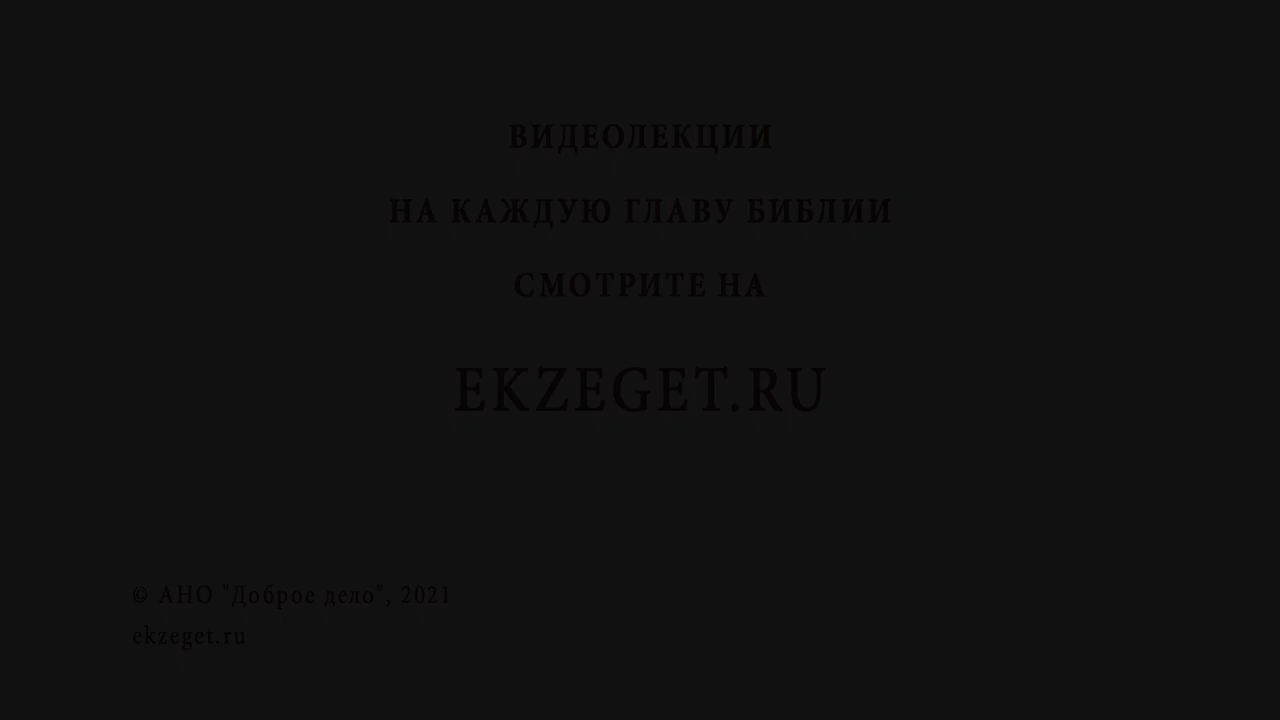 ВИДЕОЛЕКЦИИ
НА КАЖДУЮ ГЛАВУ БИБЛИИ
СМОТРИТЕ НА
EKZEGET.RU
© АНО "Доброе дело", 2021
ekzeget.ru